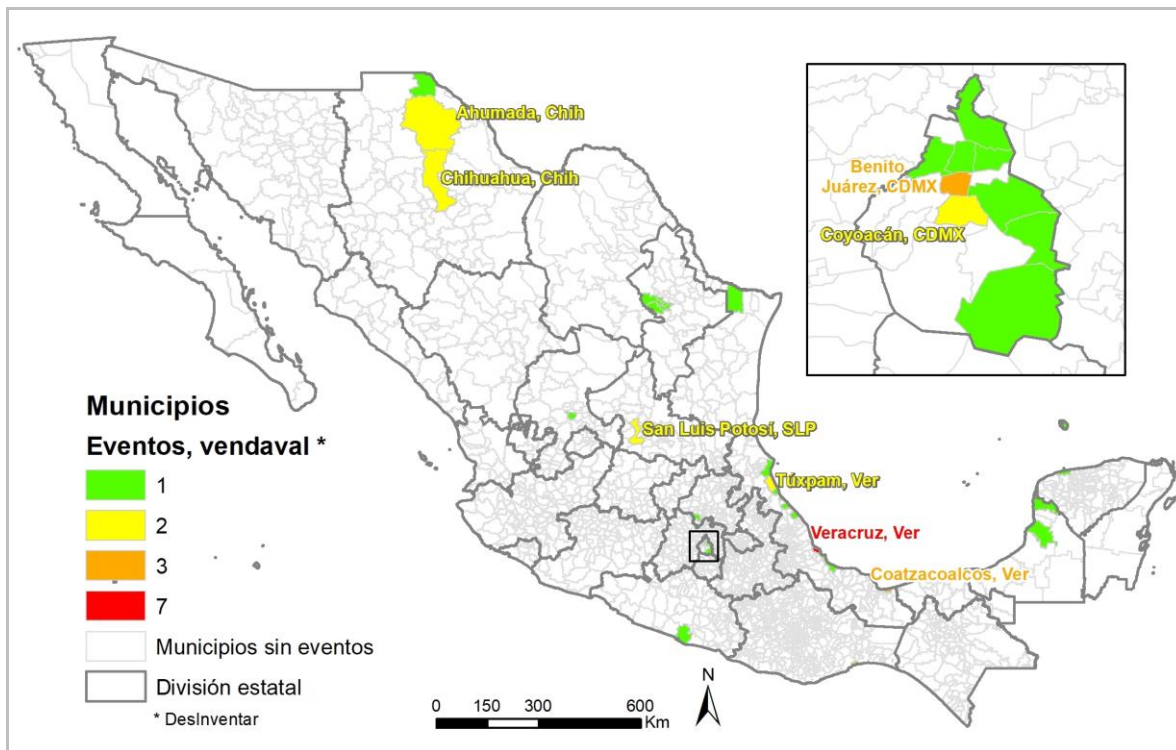 Ahumada, Chih
Chihuahua, Chih
Benito
Juárez, CDMX
Coyoacán, CDMX
San Luis Potosí, SLP
Túxpam, Ver
Veracruz, Ver
Coatzacoalcos, Ver
Municipios
Eventos, vendaval *
1
2
3
7
Municipios sin eventos
División estatal
* DesInventar
0 150 300 600
Km
N